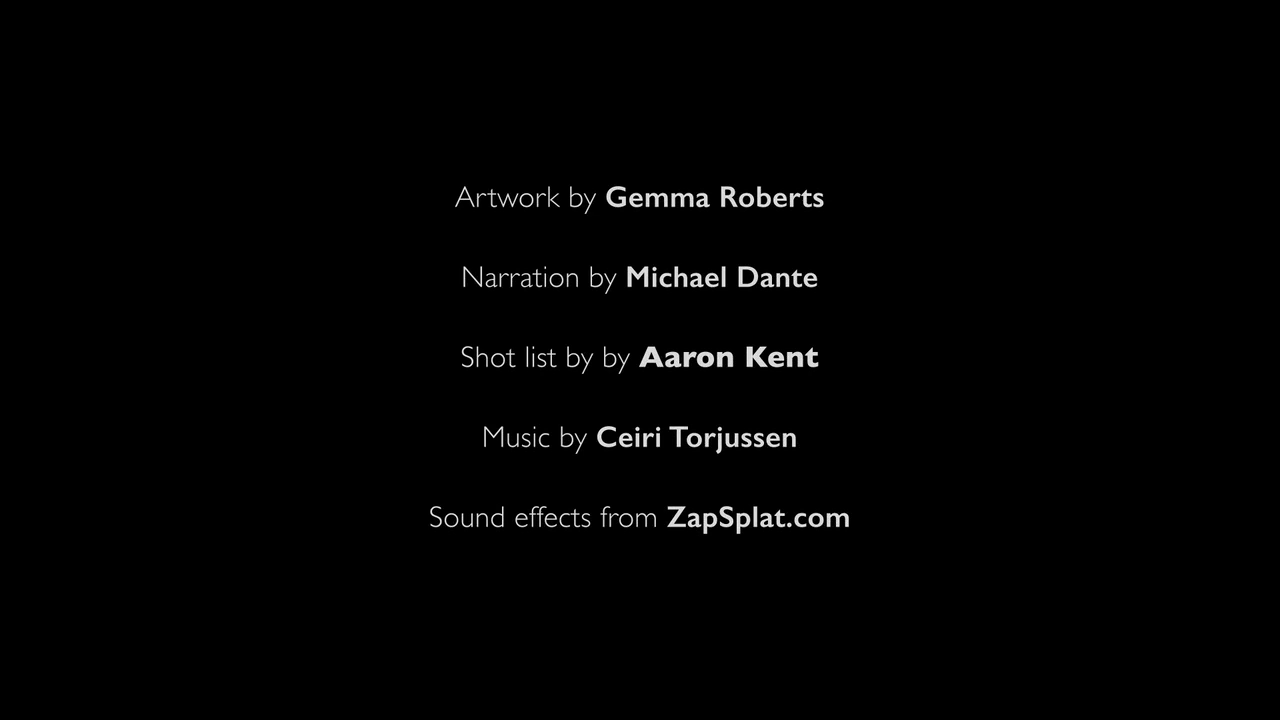 Artwork by Gemma Roberts
Narration by Michael Dante
Shot list by by Aaron Kent
Music by Ceiri Torjussen
Sound effects from ZapSplat.com